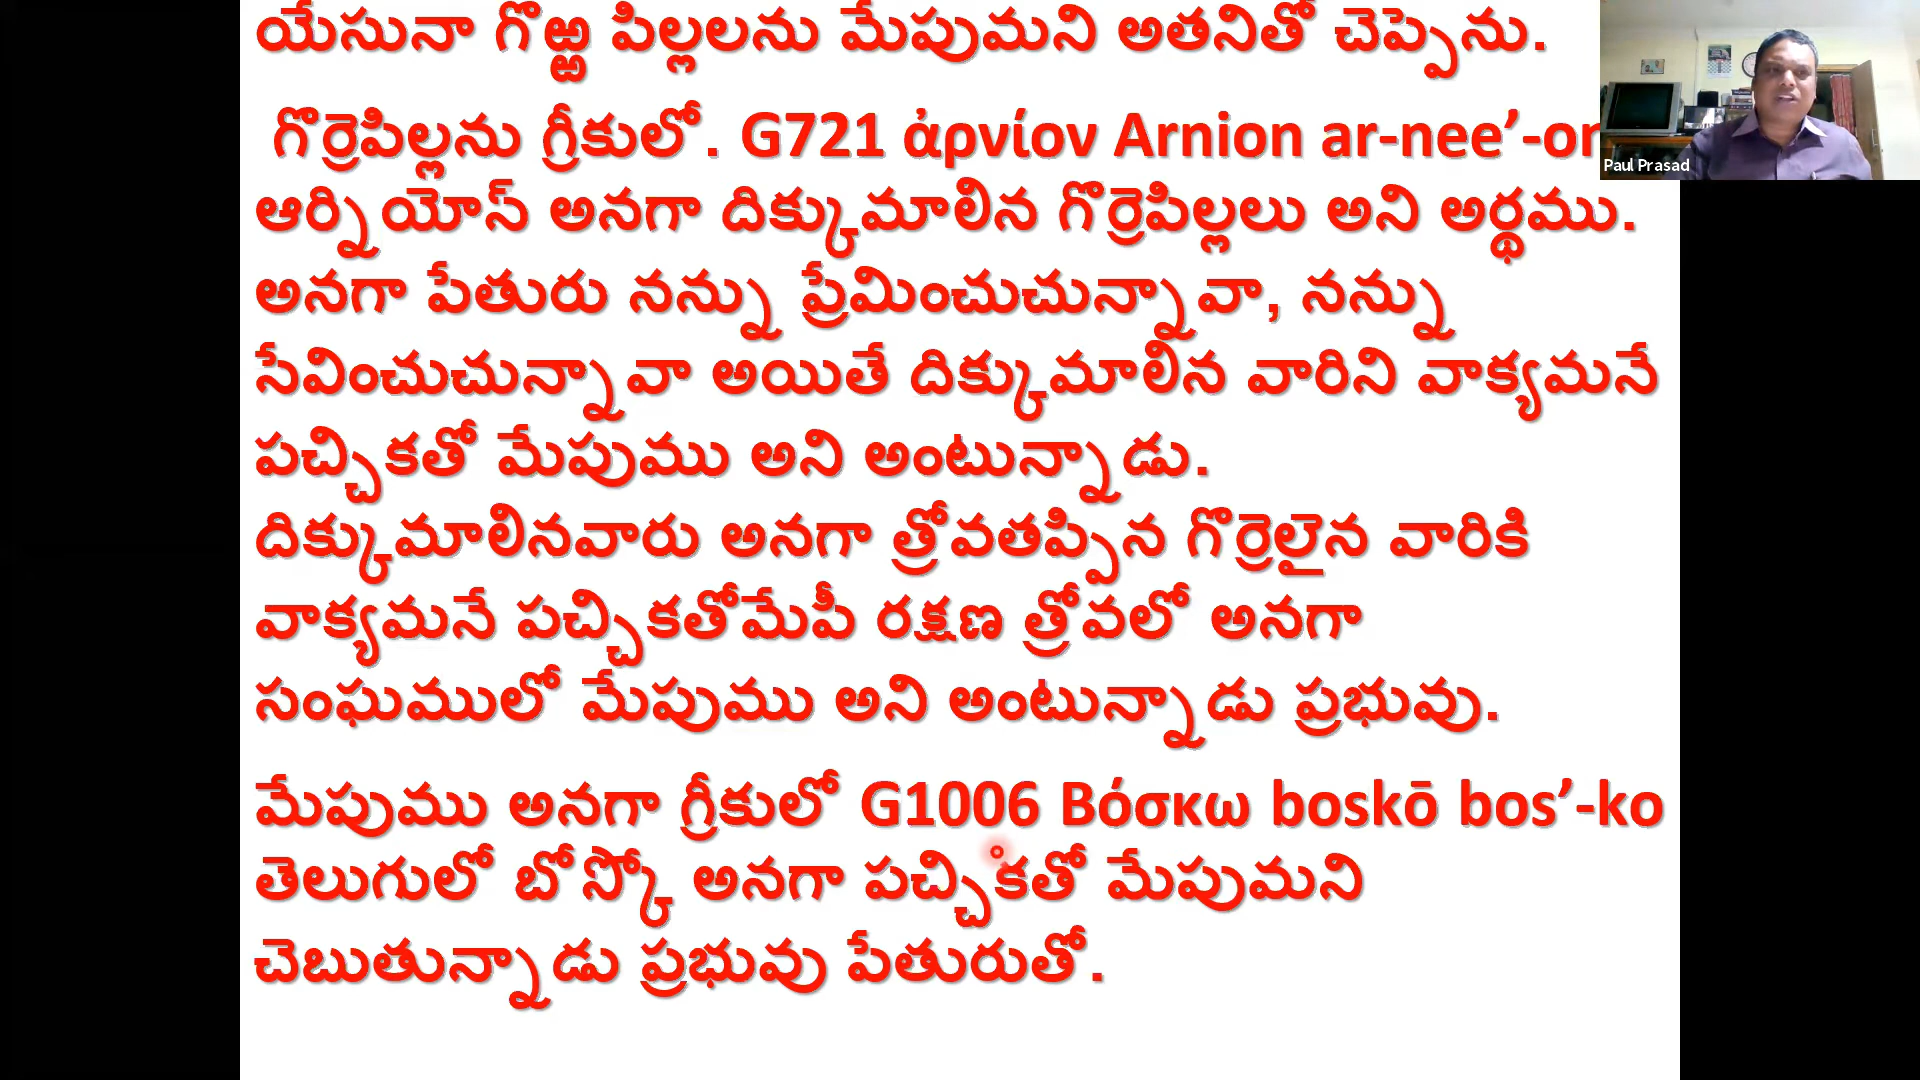 యేసునా గొఱ్ఱ పిల్లలను మేపుమని అతనితో చెప్పెను.
గొర్రెపిల్లను గ్రీకులో. G721 ἀρνίον Arnion ar-nee’-or
Paul Prasad
ఆర్నియోస్ అనగా దిక్కుమాలిన గొర్రెపిల్లలు అని అర్థము.
అనగా పేతురు నన్ను ప్రేమించుచున్నావా, నన్ను
సేవించుచున్నావా అయితే దిక్కుమాలిన వారిని వాక్యమనే
పచ్చికతో మేపుము అని అంటున్నాడు.
దిక్కుమాలినవారు అనగా త్రోవతప్పిన గొర్రెలైన వారికి
వాక్యమనే పచ్చికతోమేపీ రక్షణ త్రోవలో అనగా
సంఘములో మేపుము అని అంటున్నాడు ప్రభువు.
మేపుము అనగా గ్రీకులో G1006 Βόσκω boskō bos’-ko
తెలుగులో బోస్కో అనగా పచ్చికతో మేపుమని
చెబుతున్నాడు ప్రభువు పేతురుతో.